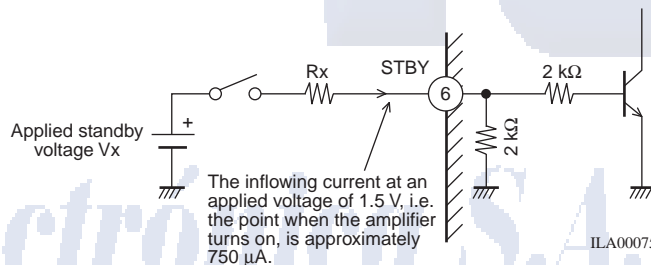 Rx
STBY
6
2 kΩ
2 kΩ
Applied standby
voltage Vx
+
The inflowing current at an
applied voltage of 1.5 V, i.e.
the point when the amplifier
turns on, is approximately
750 μA.
ctrónica S.A.